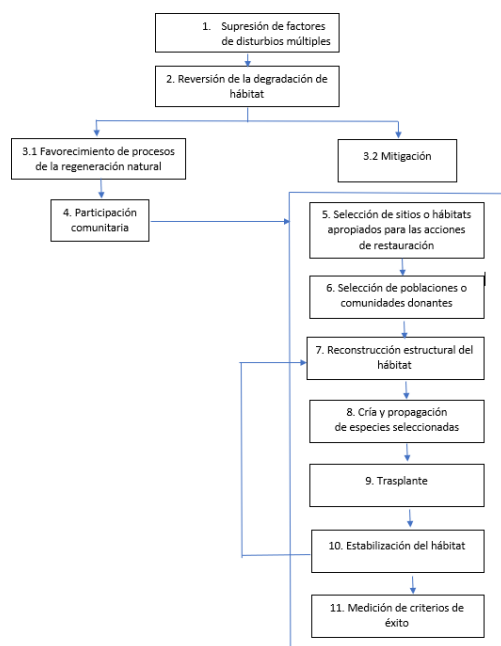 1. Supresión de factores
de disturbios múltiples
2. Reversión de la degradación de
hábitat
3.1 Favorecimiento de procesos
de la regeneración natural
3.2 Mitigación
4. Participación
comunitaria
5. Selección de sitios o hábitats
apropiados para las acciones
de restauración
6. Selección de poblaciones o
comunidades donantes
7. Reconstrucción estructural del
hábitat
8. Cría y propagación
de especies seleccionadas
9. Trasplante
10. Estabilización del hábitat
11. Medición de criterios de
éxito